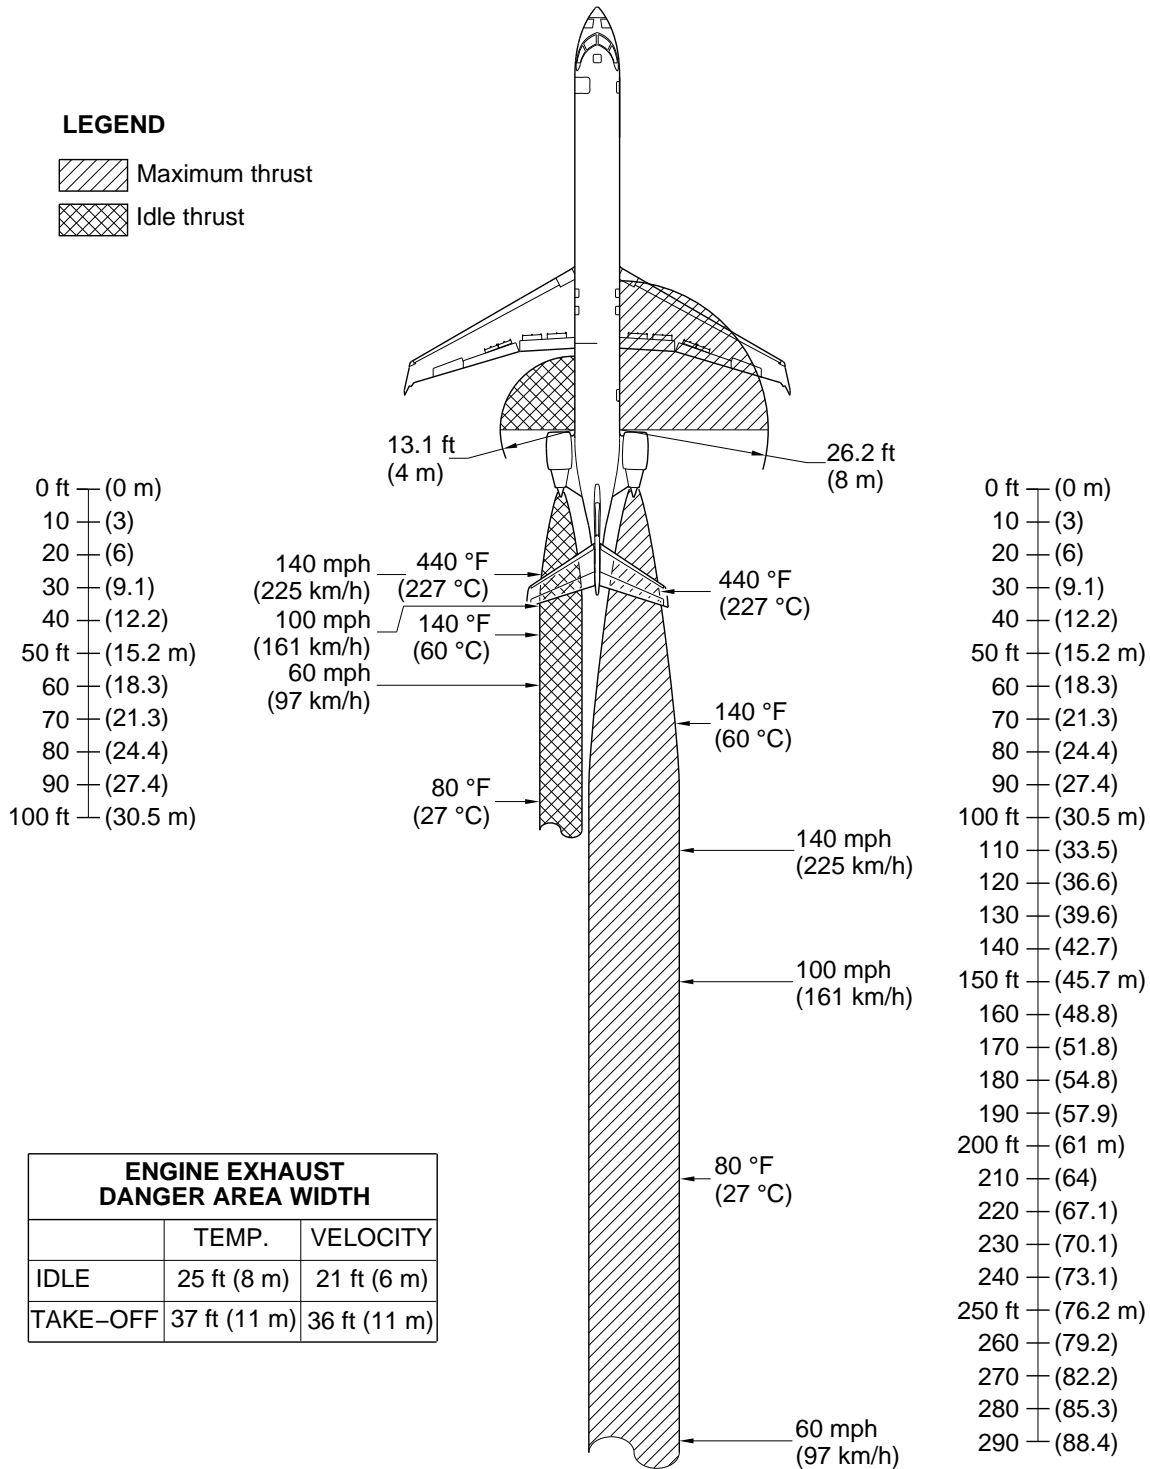 LEGEND
Maximum thrust
Idle thrust
13.1 ft
(4 m)
26.2 ft
(8 m)
0 ft (0 m)
10 (3)
20 (6)
30 (9.1)
40 (12.2)
50 ft (15.2 m)
60 (18.3)
70 (21.3)
80 (24.4)
90 (27.4)
100 ft (30.5 m)
140 mph
(225 km/h)
440 °F
(227 °C)
100 mph
(161 km/h)
140 °F
(60 °C)
60 mph
(97 km/h)
80 °F
(27 °C)
440 °F
(227 °C)
140 °F
(60 °C)
140 mph
(225 km/h)
100 mph
(161 km/h)
80 °F
(27 °C)
60 mph
(97 km/h)
0 ft (0 m)
10 (3)
20 (6)
30 (9.1)
40 (12.2)
50 ft (15.2 m)
60 (18.3)
70 (21.3)
80 (24.4)
90 (27.4)
100 ft (30.5 m)
110 (33.5)
120 (36.6)
130 (39.6)
140 (42.7)
150 ft (45.7 m)
160 (48.8)
170 (51.8)
180 (54.8)
190 (57.9)
200 ft (61 m)
210 (64)
220 (67.1)
230 (70.1)
240 (73.1)
250 ft (76.2 m)
260 (79.2)
270 (82.2)
280 (85.3)
290 (88.4)
ENGINE EXHAUST
DANGER AREA WIDTH
TEMP. VELOCITY
IDLE 25 ft (8 m) 21 ft (6 m)
TAKE–OFF 37 ft (11 m) 36 ft (11 m)